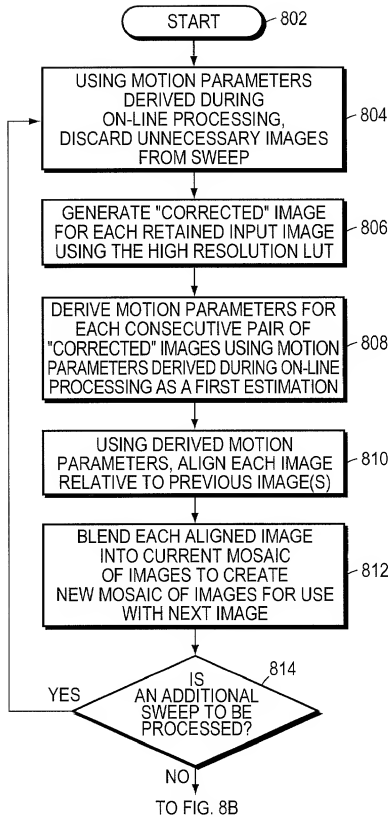 START
802
USING MOTION PARAMETERS
DERIVED DURING
ON-LINE PROCESSING,
DISCARD UNNECESSARY IMAGES
FROM SWEEP
804
GENERATE "CORRECTED" IMAGE
FOR EACH RETAINED INPUT IMAGE
USING THE HIGH RESOLUTION LUT
806
DERIVE MOTION PARAMETERS FOR
EACH CONSECUTIVE PAIR OF
"CORRECTED" IMAGES USING MOTION
PARAMETERS DERIVED DURING ON-LINE
PROCESSING AS A FIRST ESTIMATION
808
USING DERIVED MOTION
PARAMETERS, ALIGN EACH IMAGE
RELATIVE TO PREVIOUS IMAGE(S)
810
BLEND EACH ALIGNED IMAGE
INTO CURRENT MOSAIC
OF IMAGES TO CREATE
NEW MOSAIC OF IMAGES FOR USE
WITH NEXT IMAGE
812
814
IS
AN ADDITIONAL
SWEEP TO BE
PROCESSED?
YES
NO
TO FIG. 8B